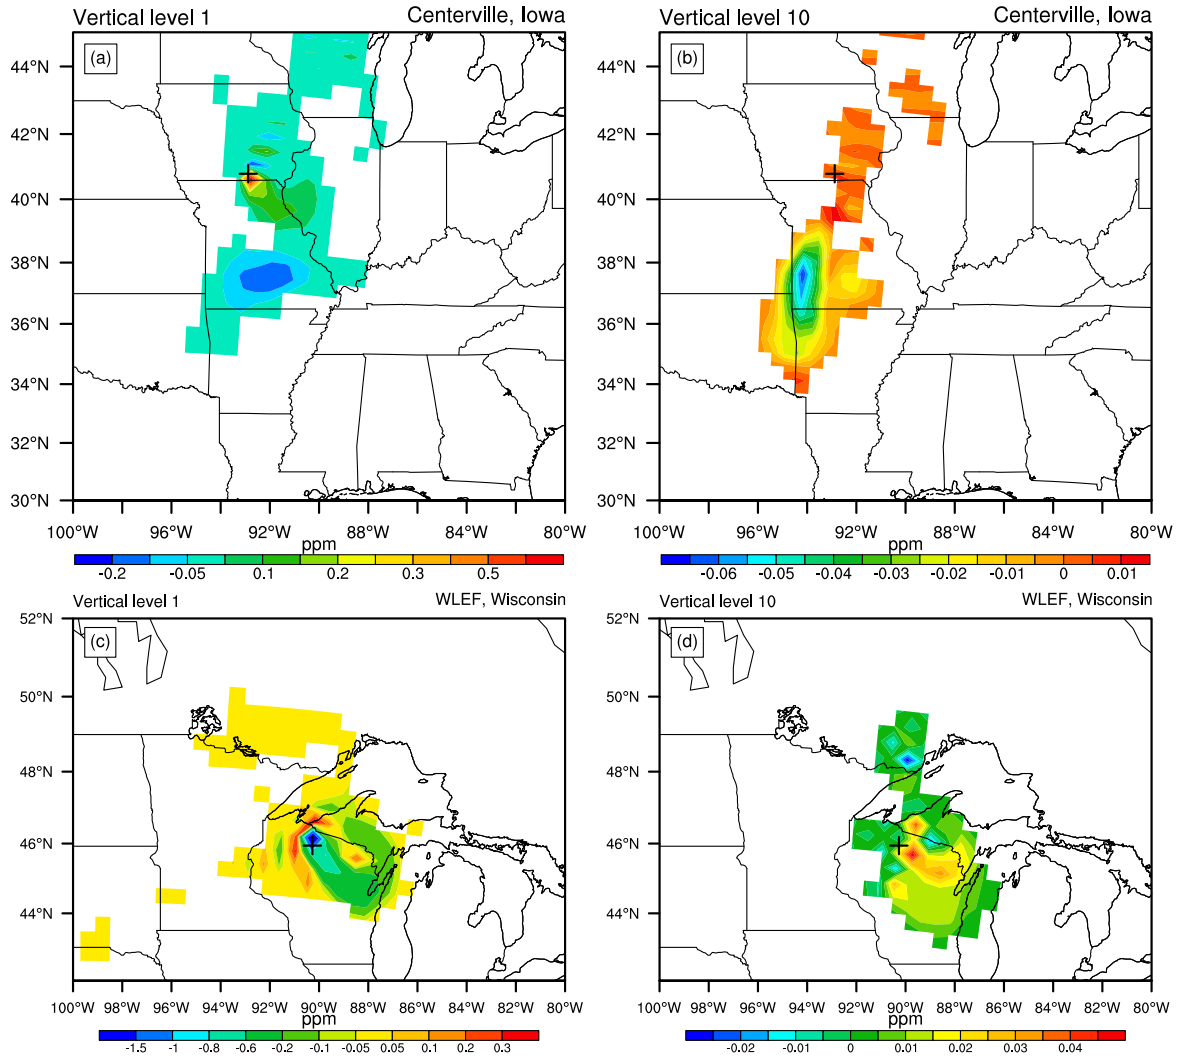 Vertical level 1 Centerville, Iowa
(a)
44°N
42°N
40°N
38°N
36°N
34°N
32°N
30°N
100°W 96°W 92°W 88°W 84°W 80°W
ppm
-0.2 -0.05 0.1 0.2 0.3 0.5
Vertical level 10 Centerville, Iowa
(b)
44°N
42°N
40°N
38°N
36°N
34°N
32°N
30°N
100°W 96°W 92°W 88°W 84°W 80°W
ppm
-0.06 -0.05 -0.04 -0.03 -0.02 -0.01 0 0.01
Vertical level 1 WLEF, Wisconsin
(c)
52°N
50°N
48°N
46°N
44°N
100°W 98°W 96°W 94°W 92°W 90°W 88°W 86°W 84°W 82°W 80°W
ppm
-1.5 -1 -0.8 -0.6 -0.2 -0.1 0.05 0.1 0.2 0.3
Vertical level 10 WLEF, Wisconsin
(d)
52°N
50°N
48°N
46°N
44°N
100°W 98°W 96°W 94°W 92°W 90°W 88°W 86°W 84°W 82°W 80°W
ppm
-0.02 -0.01 0 0.01 0.02 0.03 0.04